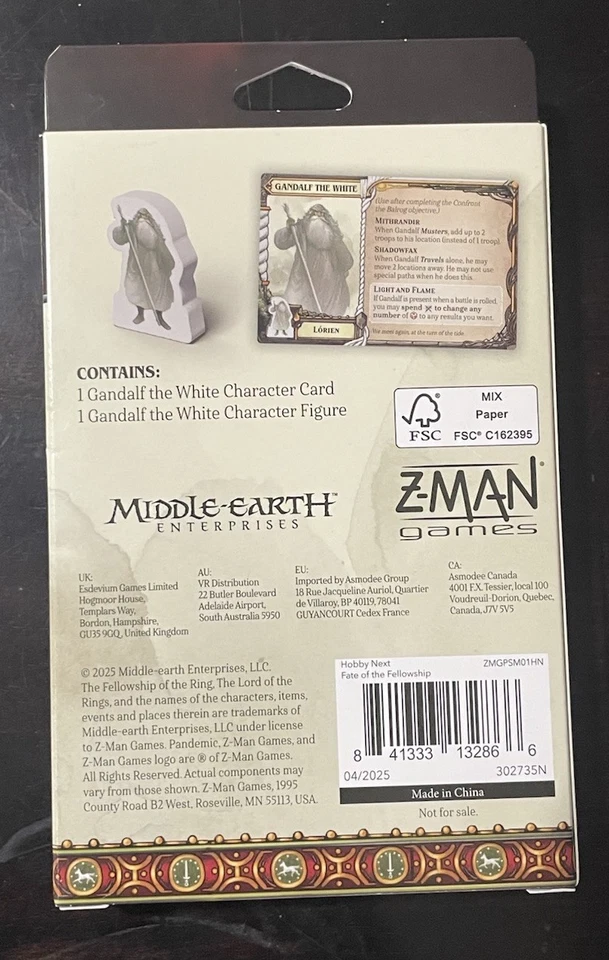 GANDALF THE WHITE
(Use after completing the Confront
the Balrog objective.)
MITHRANDIR
When Gandalf Musters, add up to 2
troops to his location (instead of 1 troop).
SHADOWFAX
When Gandalf Travels alone, he may
move 2 locations away. He may not use
special paths when he does this.
LIGHT AND FLAME
If Gandalf is present when a battle is rolled,
you may spend to change any
number of to any results you want.
LÓRIEN
We meet again, at the turn of the tide.
CONTAINS:
1 Gandalf the White Character Card
1 Gandalf the White Character Figure
FSC
MIX
Paper
FSC® C162395
MIDDLE-EARTH™
ENTERPRISES
Z-MAN®
games
UK:
Esdevium Games Limited
Hogmoor House,
Templars Way,
Bordon, Hampshire,
GU35 9GQ, United Kingdom
AU:
VR Distribution
22 Butler Boulevard
Adelaide Airport,
South Australia 5950
EU:
Imported by Asmodee Group
18 Rue Jacqueline Auriol, Quartier
de Villaroy, BP 40119, 78041
GUYANCOURT Cedex France
CA:
Asmodee Canada
4001 F.X. Tessier, local 100
Voudreuil-Dorion, Quebec,
Canada, J7V 5V5
© 2025 Middle-earth Enterprises, LLC.
The Fellowship of the Ring, The Lord of the
Rings, and the names of the characters, items,
events and places therein are trademarks of
Middle-earth Enterprises, LLC under license
to Z-Man Games. Pandemic, Z-Man Games, and
Z-Man Games logo are ® of Z-Man Games.
All Rights Reserved. Actual components may
vary from those shown. Z-Man Games, 1995
County Road B2 West, Roseville, MN 55113, USA.
Hobby Next ZMGPSM01HN
Fate of the Fellowship
8 41333 13286 6
04/2025 302735N
Made in China
Not for sale.